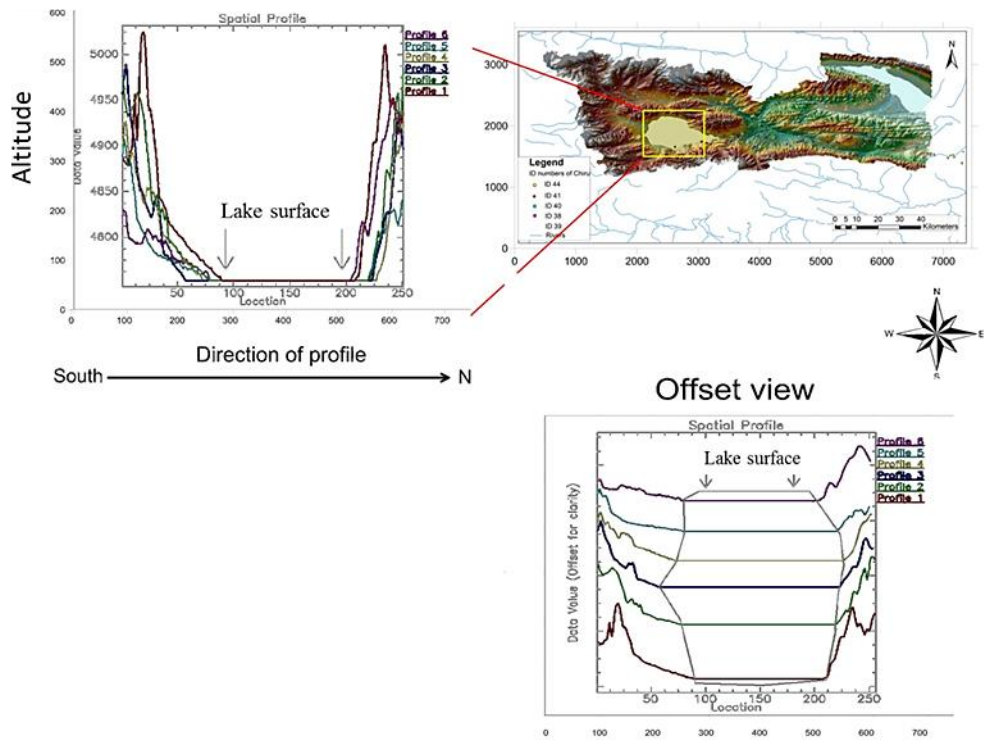 Spatial Profile
600
500
400
300
200
100
0
Altitude
Data Value
5000
4950
4900
4850
4800
Profile 6
Profile 5
Profile 4
Profile 3
Profile 2
Profile 1
Lake surface
50 100 150 200 250
Location
0 100 200 300 400 500 600 700
Direction of profile
South N
3000
2000
1000
0
N
Legend
ID numbers of Chiru
ID 44
ID 41
ID 40
ID 38
ID 39
Rivers
0 5 10 20 30 40
Kilometers
0 1000 2000 3000 4000 5000 6000 7000
N
W E
S
Offset view
Spatial Profile
Profile 6
Profile 5
Profile 4
Profile 3
Profile 2
Profile 1
Lake surface
Data Value (Offset for clarity)
50 100 150 200 250
Location
0 100 200 300 400 500 600 700